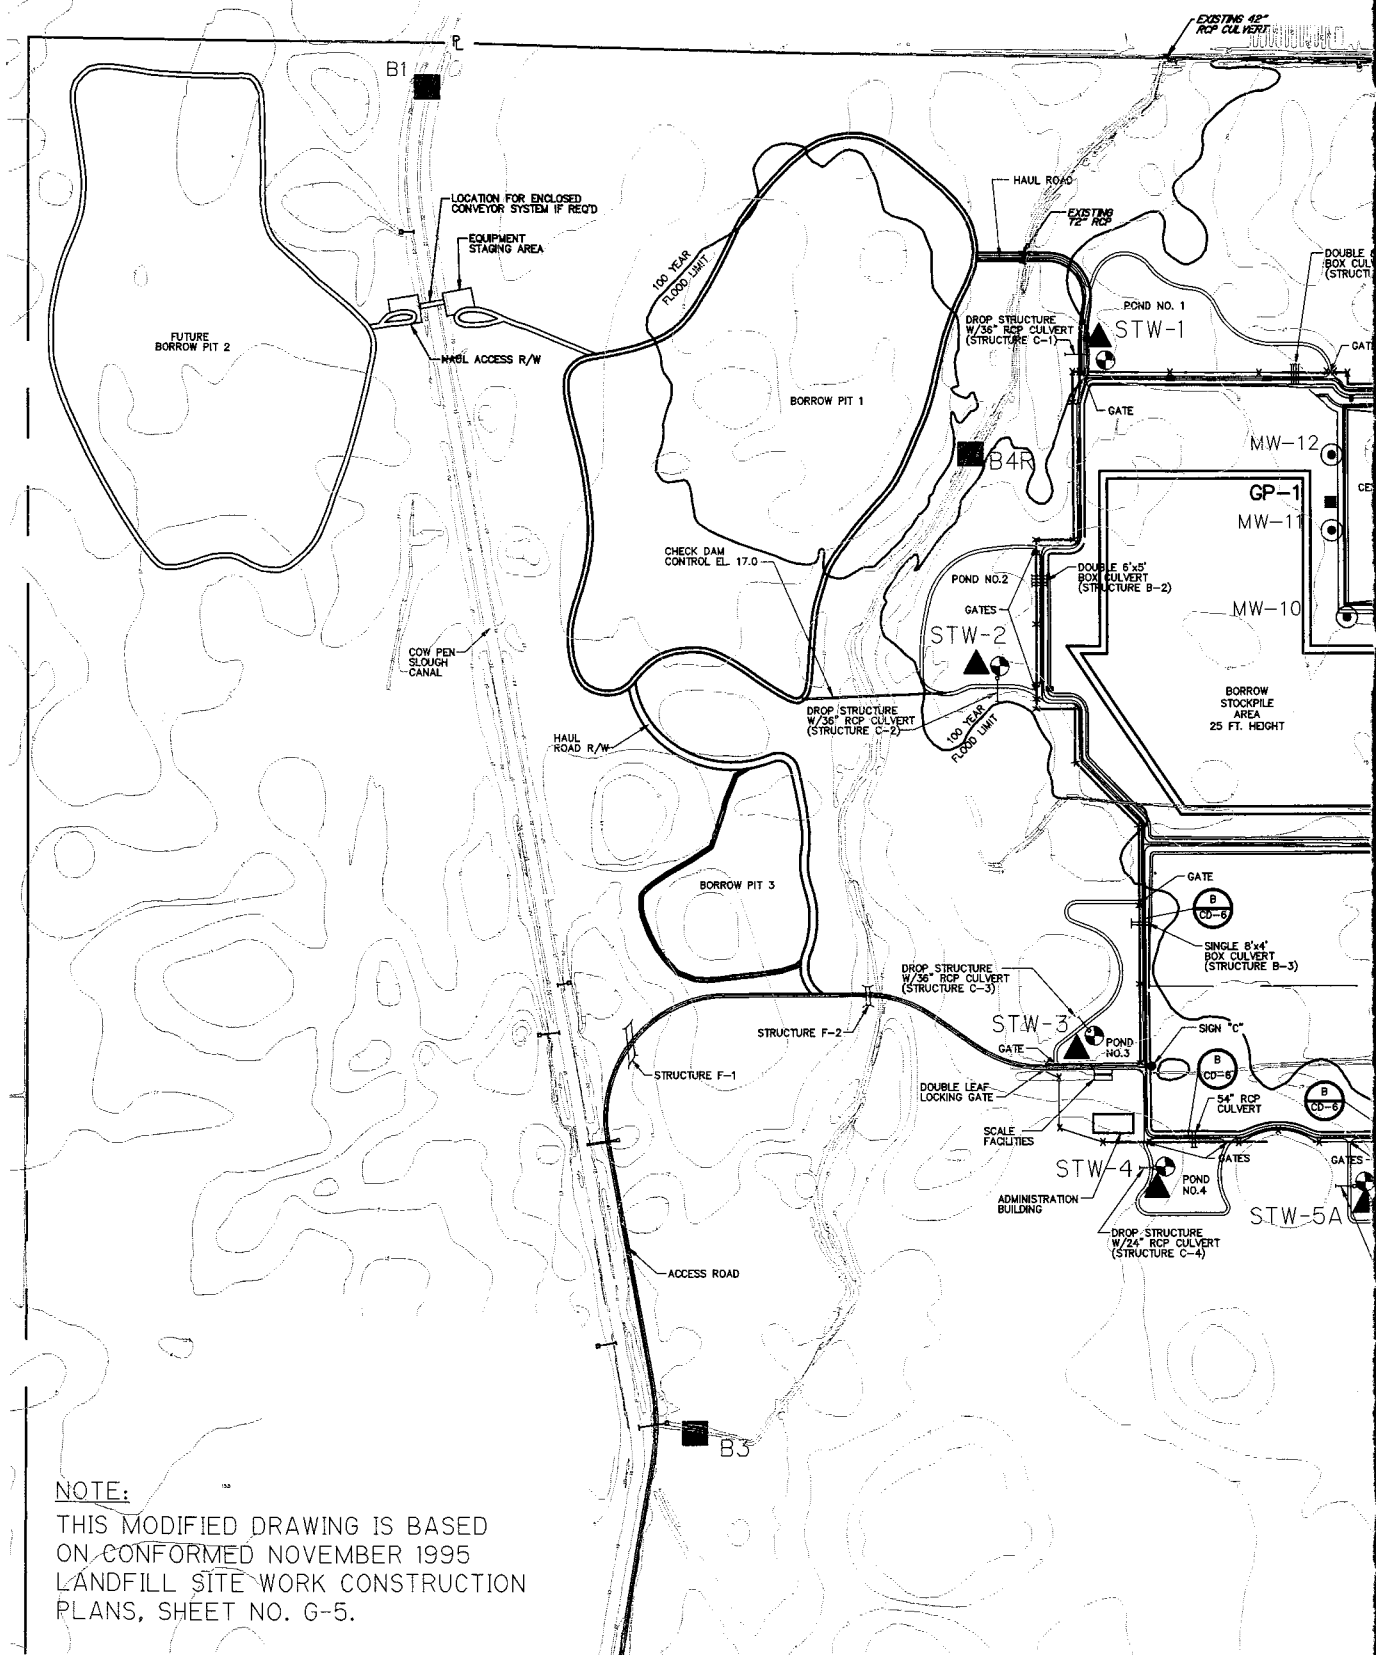 EXISTING 42"
RCP CULVERT
P
L
B1
HAUL ROAD
LOCATION FOR ENCLOSED
CONVEYOR SYSTEM IF REQ'D
EXISTING
72" RCP
EQUIPMENT
STAGING AREA
100 YEAR
FLOOD LIMIT
DOUBLE
BOX
POND NO. 1
DROP STRUCTURE
W/36" RCP CULVERT
(STRUCTURE C-1)
STW-1
FUTURE
BORROW PIT 2
HAUL ACCESS R/W
BORROW PIT 1
GATE
MW-12
B4R
GP-1
MW-11
CHECK DAM
CONTROL EL. 17.0
POND NO.2
DOUBLE 6'x5'
BOX CULVERT
(STRUCTURE B-2)
GATES
MW-10
STW-2
COW PEN
SLOUGH
CANAL
BORROW
STOCKPILE
AREA
25 FT. HEIGHT
DROP STRUCTURE
W/36" RCP CULVERT
(STRUCTURE C-2)
100 YEAR
FLOOD LIMIT
HAUL
ROAD R/W
BORROW PIT 3
GATE
B
CD-6
SINGLE 8'x4'
BOX CULVERT
(STRUCTURE B-3)
DROP STRUCTURE
W/36" RCP CULVERT
(STRUCTURE C-3)
STW-3
STRUCTURE F-2
SIGN "C"
POND
NO.3
GATE
STRUCTURE F-1
B
CD-6
DOUBLE LEAF
LOCKING GATE
54" RCP
CULVERT
B
CD-6
SCALE
FACILITIES
GATES
GATES
STW-4
POND
NO.4
ADMINISTRATION
BUILDING
STW-5A
DROP STRUCTURE
W/24" RCP CULVERT
(STRUCTURE C-4)
ACCESS ROAD
B3
NOTE:
THIS MODIFIED DRAWING IS BASED
ON CONFORMED NOVEMBER 1995
LANDFILL SITE WORK CONSTRUCTION
PLANS, SHEET NO. G-5.